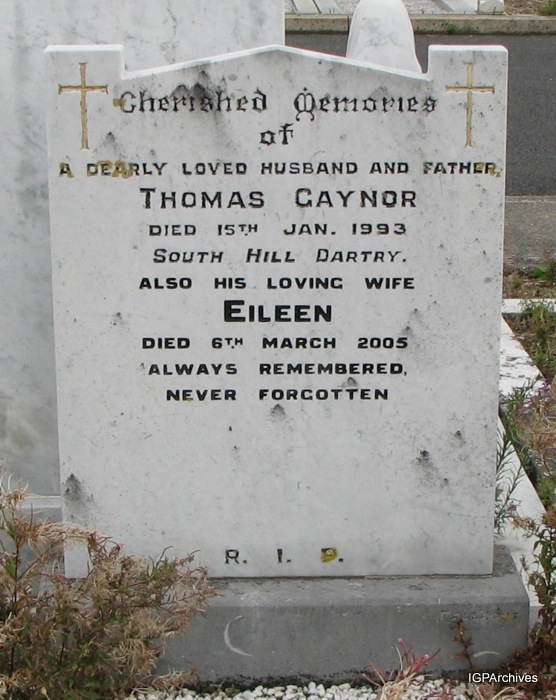 Cherished Memories
of
A DEARLY LOVED HUSBAND AND FATHER
THOMAS GAYNOR
DIED 15TH JAN. 1993
SOUTH HILL DARTRY.
ALSO HIS LOVING WIFE
EILEEN
DIED 6TH MARCH 2005
ALWAYS REMEMBERED,
NEVER FORGOTTEN
R. I. P.
IGPArchives